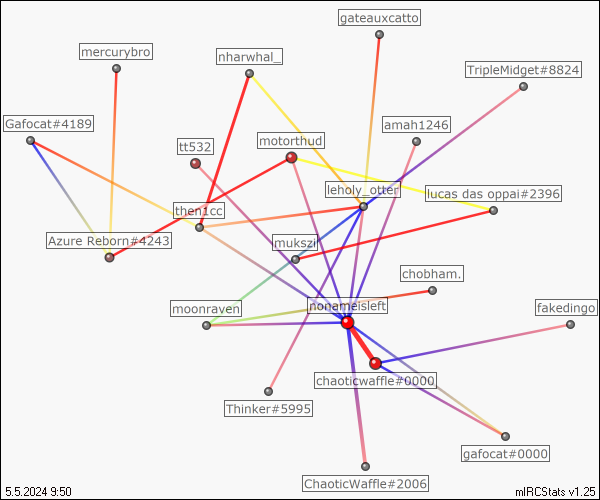 gateauxcatto
mercurybro
nharwhal_
TripleMidget#8824
Gafocat#4189
amah1246
tt532
motorthud
leholy_otter
lucas das oppai#2396
then1cc
Azure Reborn#4243
mukszi
chobham.
moonraven
nonameisleft
fakedingo
chaoticwaffle#0000
Thinker#5995
gafocat#0000
ChaoticWaffle#2006
5.5.2024 9:50
mIRCStats v1.25